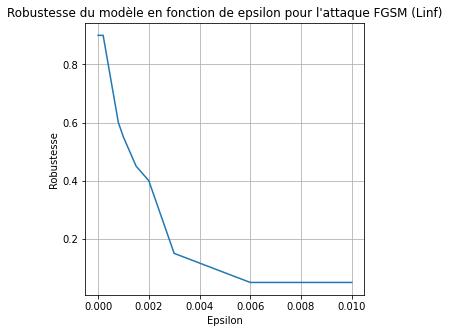 Robustesse du modèle en fonction de epsilon pour l'attaque FGSM (Linf)
0.8
0.6
0.4
0.2
Robustesse
0.000 0.002 0.004 0.006 0.008 0.010
Epsilon